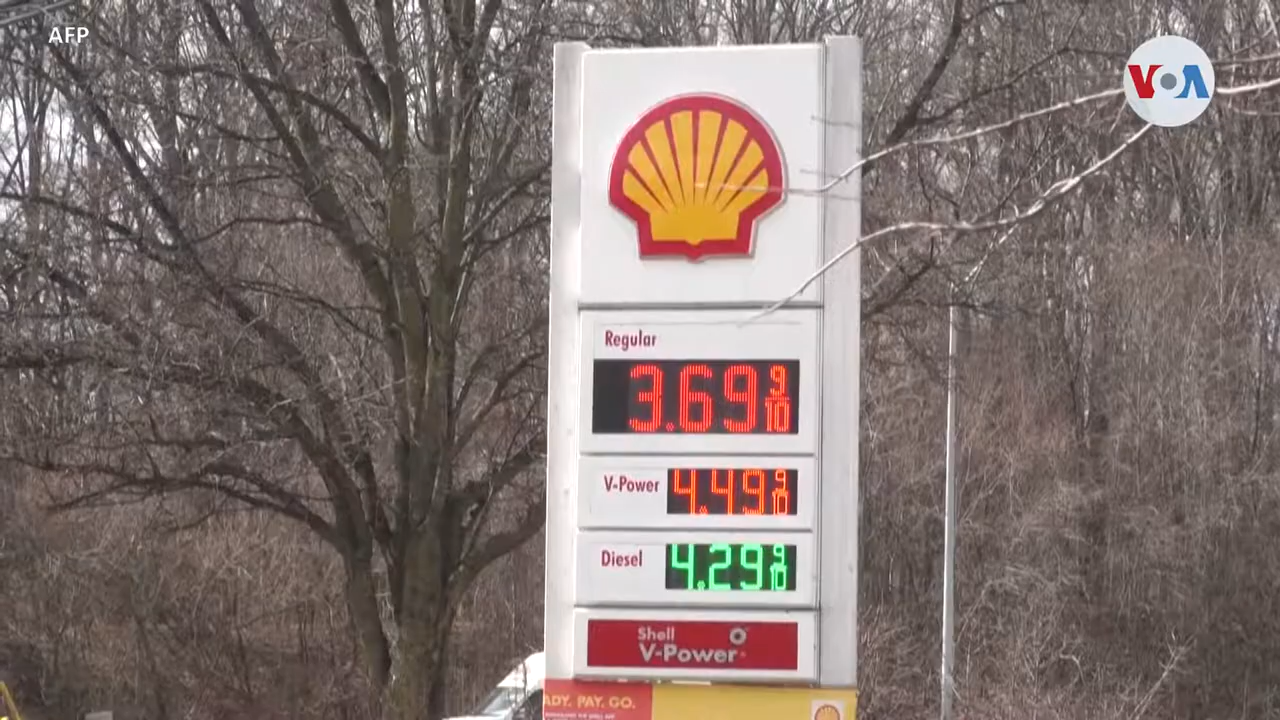 AFP
VOA
Regular
3.69 9/10
V-Power
4.49 9/10
Diesel
4.29 9/10
Shell
V-Power
ADY. PAY. GO.